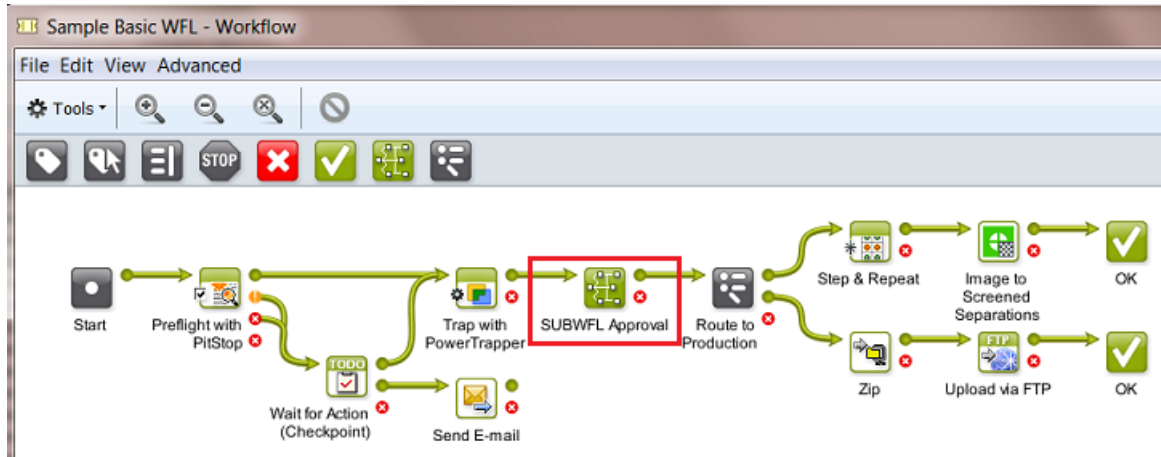 Sample Basic WFL - Workflow
File Edit View Advanced
Tools
STOP
Start
Preflight with
PitStop
TODO
Wait for Action
(Checkpoint)
Trap with
PowerTrapper
Send E-mail
SUBWFL Approval
Route to
Production
Step & Repeat
Image to
Screened
Separations
OK
Zip
FTP
Upload via FTP
OK